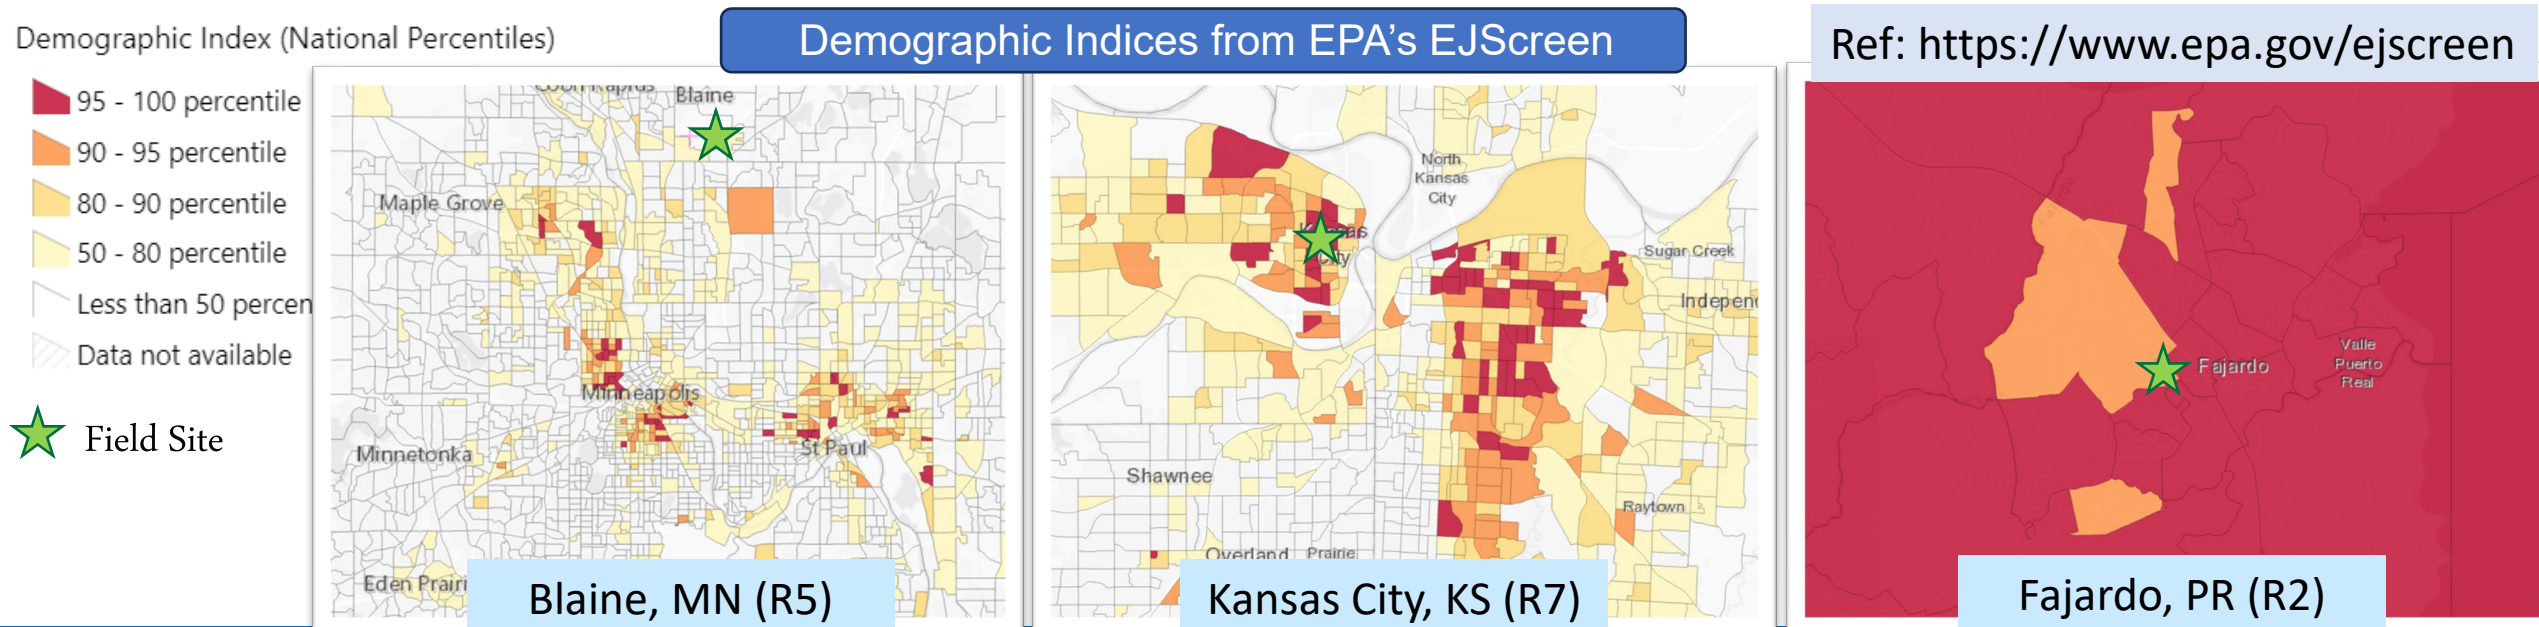 Demographic Indices from EPA's EJScreen
Ref: https://www.epa.gov/ejscreen
Demographic Index (National Percentiles)
95 - 100 percentile
90 - 95 percentile
80 - 90 percentile
50 - 80 percentile
Less than 50 percen
Data not available
Field Site
Blaine
Maple Grove
Minneapolis
St Paul
Minnetonka
Eden Prairi
Blaine, MN (R5)
North
Kansas
City
Kansas
City
Sugar Creek
Indepen
Shawnee
Raytown
Overland
Prairie
Kansas City, KS (R7)
Fajardo
Valle
Puerto
Real
Fajardo, PR (R2)